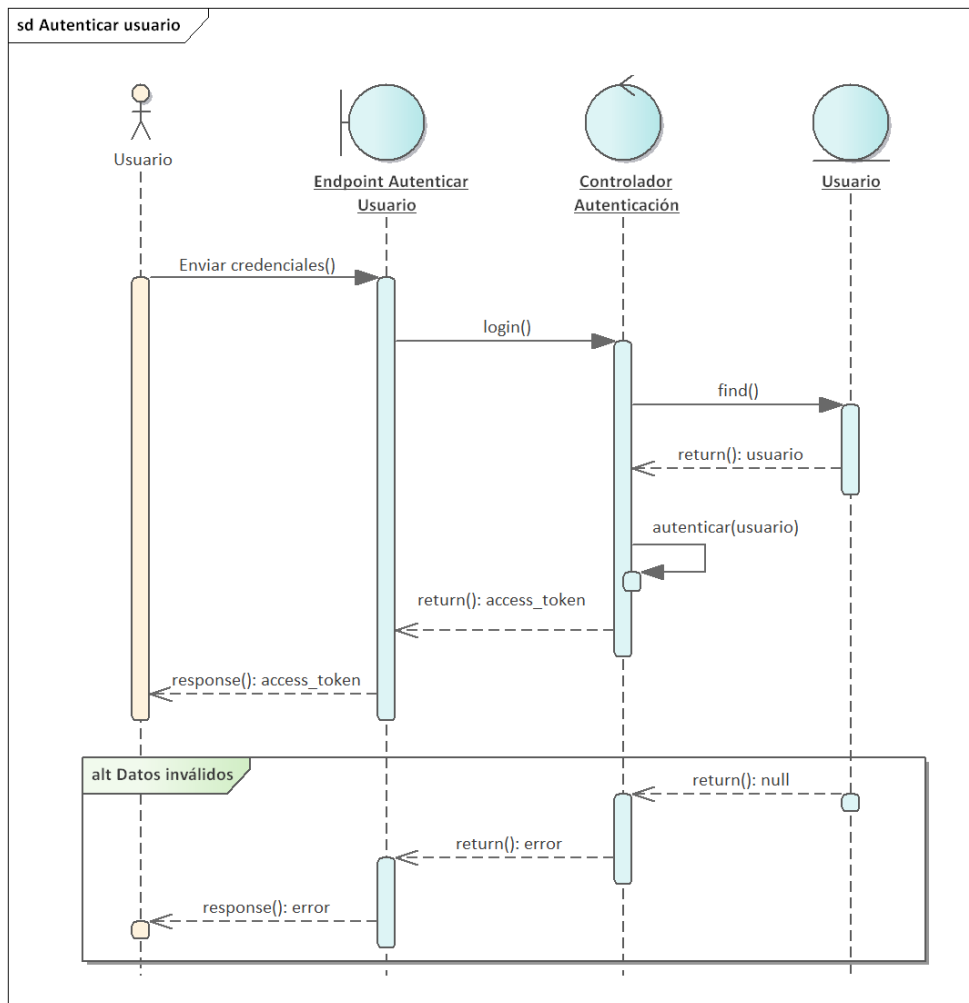 sd Autenticar usuario
Usuario
Endpoint Autenticar
Usuario
Controlador
Autenticación
Usuario
Enviar credenciales()
login()
find()
return(): usuario
autenticar(usuario)
return(): access_token
response(): access_token
alt Datos inválidos
return(): null
return(): error
response(): error